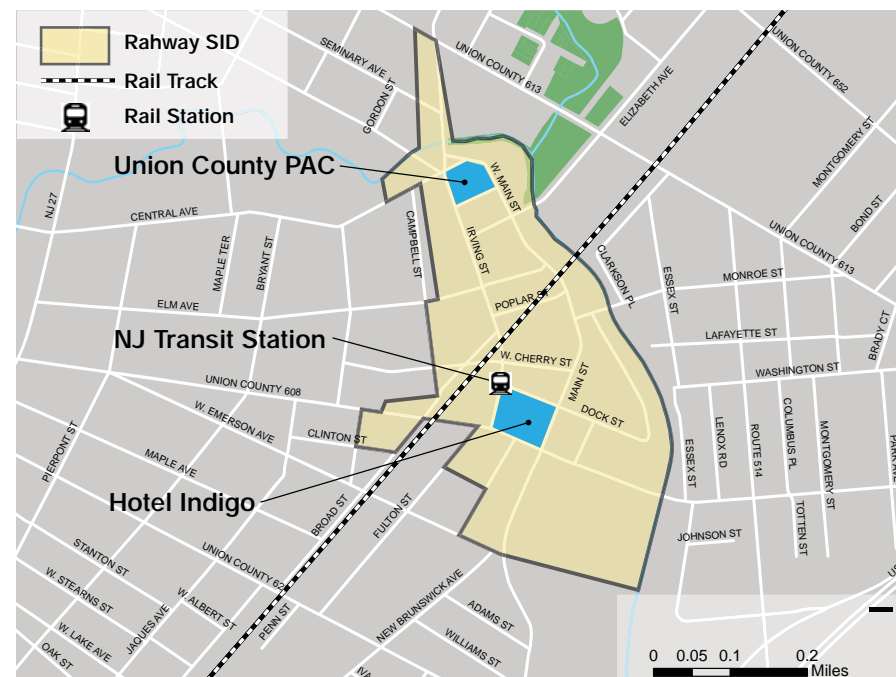 Rahway SID
Rail Track
Rail Station
SEMINARY AVE
GORDON ST
UNION COUNTY 613
ELIZABETH AVE
UNION COUNTY 652
MONTGOMERY ST
BOND ST
Union County PAC
W. MAIN ST
NJ 27
CENTRAL AVE
MAPLE TER
BRYANT ST
CAMPBELL ST
IRVING ST
CLARKSON PL
ESSEX ST
UNION COUNTY 613
MONROE ST
ELM AVE
POPLAR ST
NJ Transit Station
LAFAYETTE ST
BRADY CT
W. CHERRY ST
MAIN ST
WASHINGTON ST
UNION COUNTY 608
W. EMERSON AVE
DOCK ST
CLINTON ST
PIERPONT ST
MAPLE AVE
ESSEX ST
LENOX RD
ROUTE 514
COLUMBUS PL
MONTGOMERY ST
PARK AVE
Hotel Indigo
BROAD ST
FULTON ST
TOTTEN ST
JOHNSON ST
STANTON ST
UNION COUNTY 62
W. STEARNS ST
W. ALBERT ST
JAQUES AVE
PENN ST
NEW BRUNSWICK AVE
ADAMS ST
WILLIAMS ST
W. LAKE AVE
OAK ST
IVA
U
0 0.05 0.1 0.2
Miles